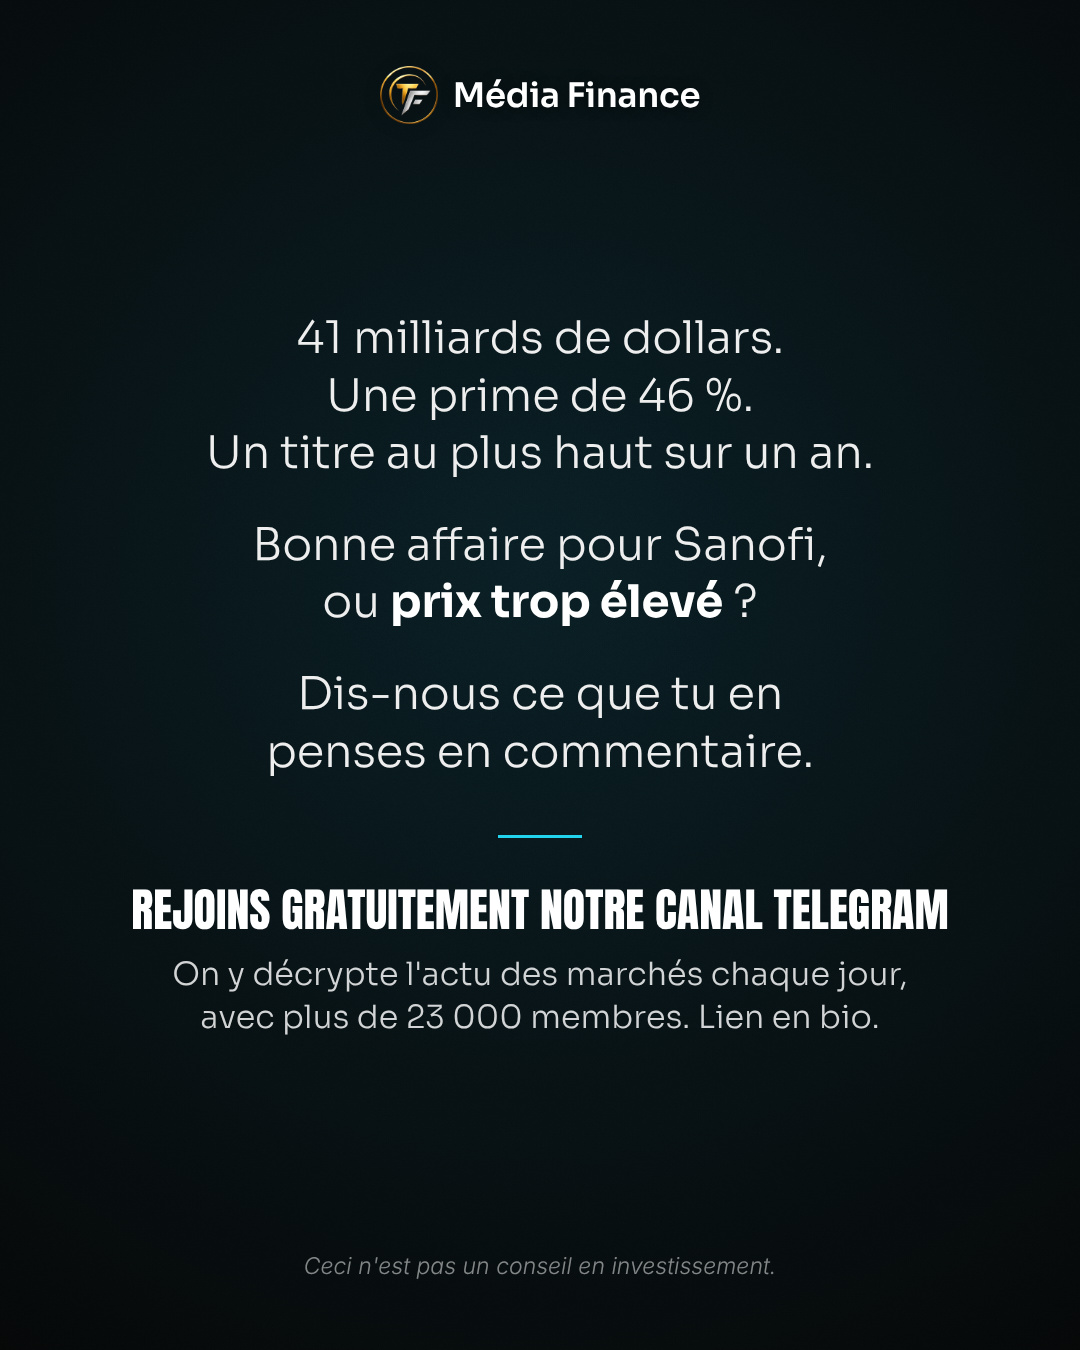 TF Média Finance
41 milliards de dollars.
Une prime de 46 %.
Un titre au plus haut sur un an.
Bonne affaire pour Sanofi,
ou prix trop élevé ?
Dis-nous ce que tu en
penses en commentaire.
REJOINS GRATUITEMENT NOTRE CANAL TELEGRAM
On y décrypte l'actu des marchés chaque jour,
avec plus de 23 000 membres. Lien en bio.
Ceci n'est pas un conseil en investissement.